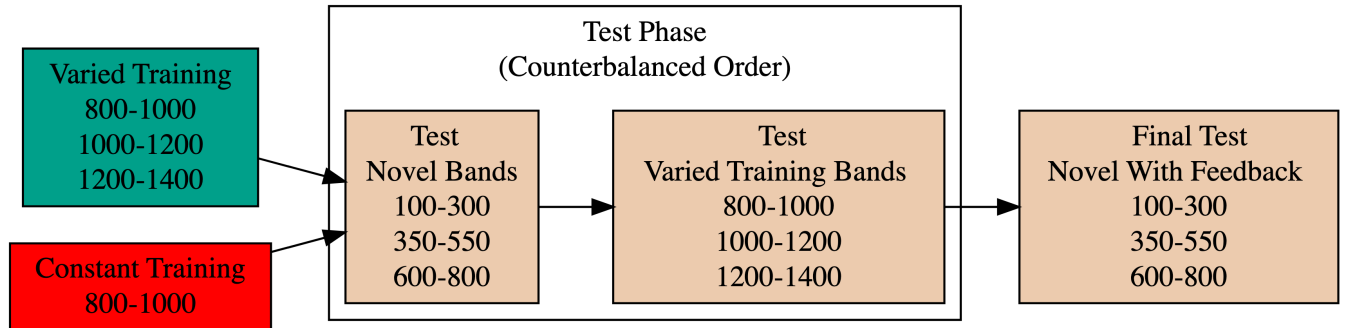 Varied Training
800-1000
1000-1200
1200-1400
Constant Training
800-1000
Test Phase
(Counterbalanced Order)
Test
Novel Bands
100-300
350-550
600-800
Test
Varied Training Bands
800-1000
1000-1200
1200-1400
Final Test
Novel With Feedback
100-300
350-550
600-800